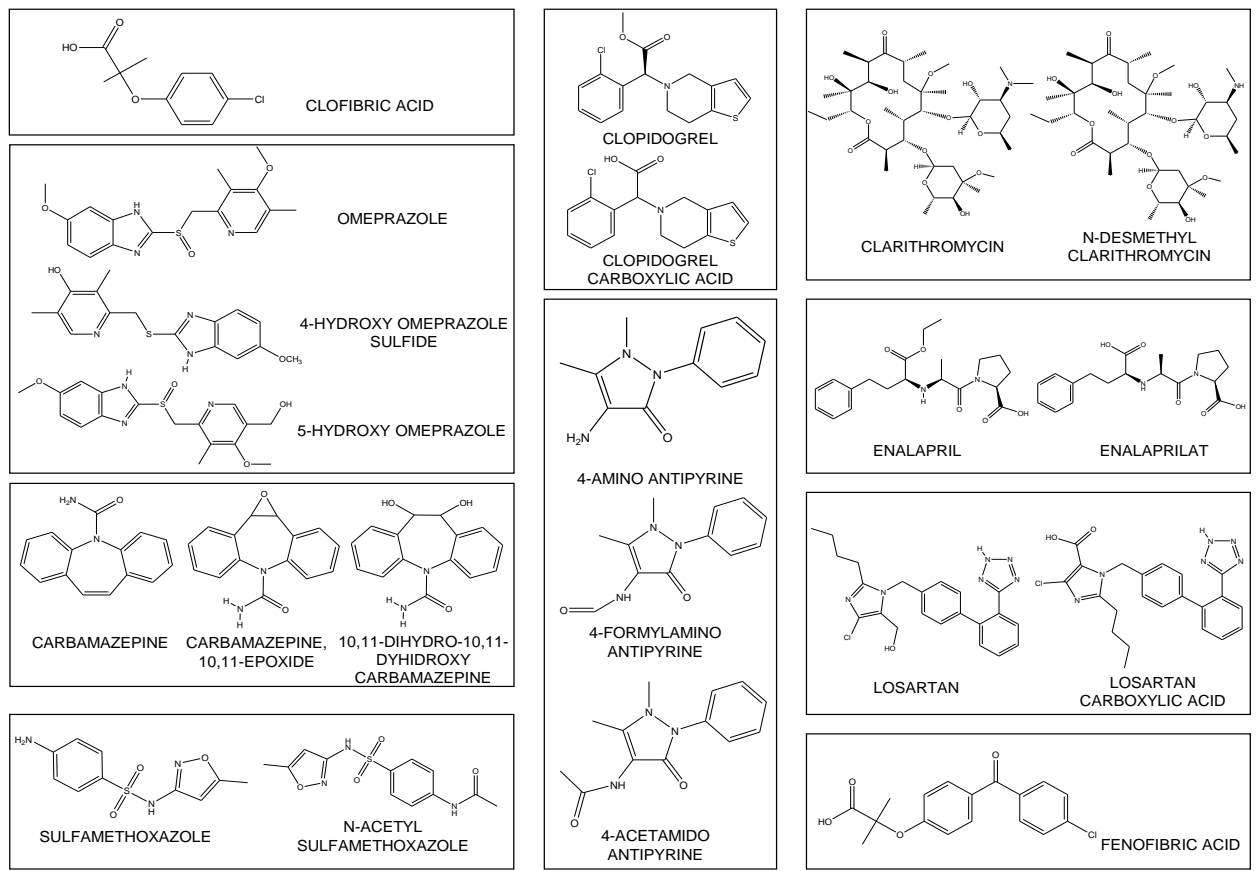 CLOFIBRIC ACID
OMEPRAZOLE
4-HYDROXY OMEPRAZOLE
SULFIDE
5-HYDROXY OMEPRAZOLE
CARBAMAZEPINE
CARBAMAZEPINE,
10,11-EPOXIDE
10,11-DIHYDRO-10,11-
DYHIDROXY
CARBAMAZEPINE
SULFAMETHOXAZOLE
N-ACETYL
SULFAMETHOXAZOLE
CLOPIDOGREL
CLOPIDOGREL
CARBOXYLIC ACID
4-AMINO ANTIPYRINE
4-FORMYLAMINO
ANTIPYRINE
4-ACETAMIDO
ANTIPYRINE
CLARITHROMYCIN
N-DESMETHYL
CLARITHROMYCIN
ENALAPRIL
ENALAPRILAT
LOSARTAN
LOSARTAN
CARBOXYLIC ACID
FENOFIBRIC ACID